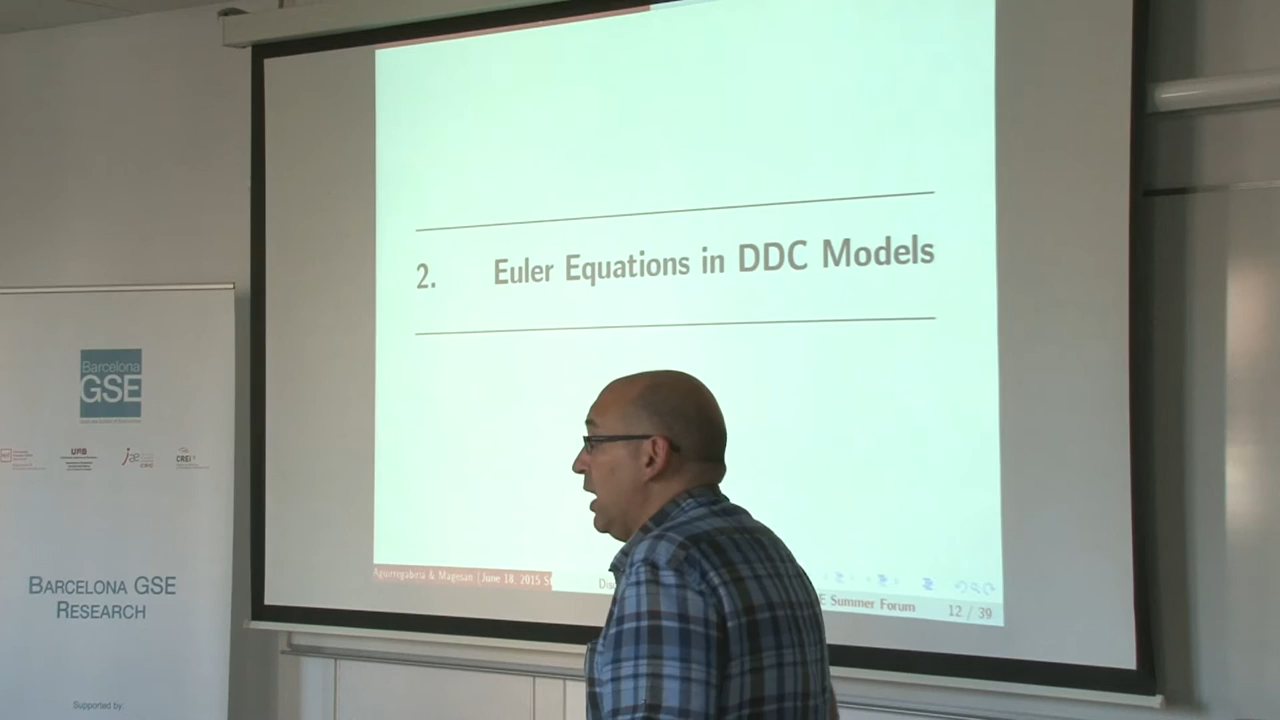 2. Euler Equations in DDC Models
Aguirregabiria & Magesan (June 18, 2015
Summer Forum
12 / 39
Barcelona
GSE
UAB
CREi
BARCELONA GSE
RESEARCH
Supported by: